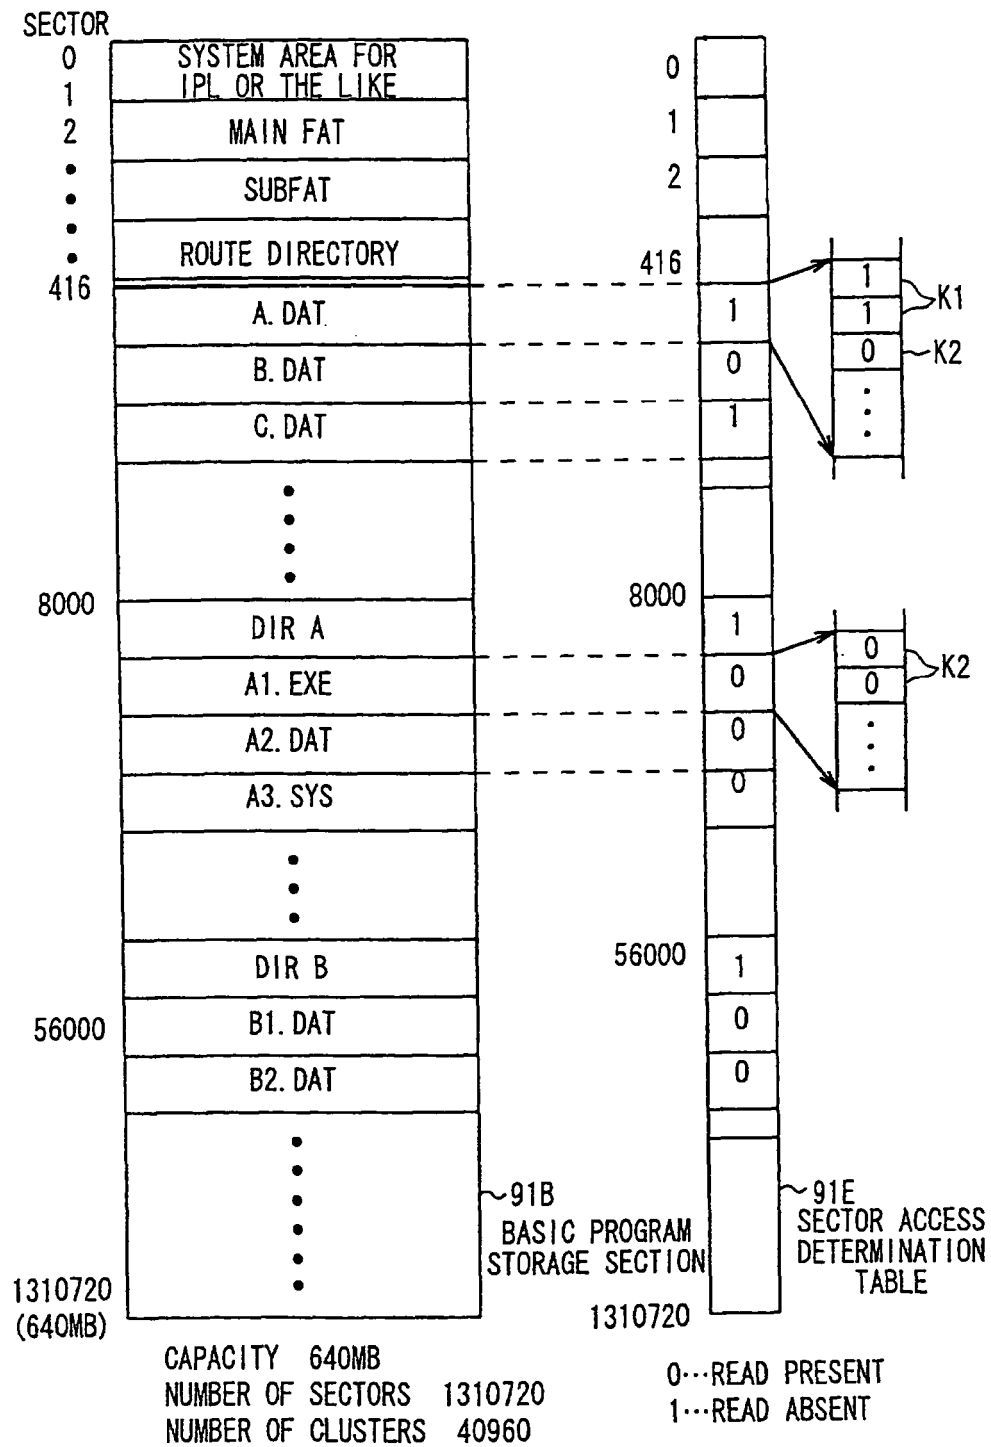 SECTOR
0
1
2
416
8000
56000
1310720
(640MB)
SYSTEM AREA FOR
IPL OR THE LIKE
MAIN FAT
SUBFAT
ROUTE DIRECTORY
A. DAT
B. DAT
C. DAT
DIR A
A1. EXE
A2. DAT
A3. SYS
DIR B
B1. DAT
B2. DAT
91B
BASIC PROGRAM
STORAGE SECTION
CAPACITY 640MB
NUMBER OF SECTORS 1310720
NUMBER OF CLUSTERS 40960
0
1
2
416
8000
56000
1310720
1
0
1
1
0
0
0
1
0
0
1
1
0
K1
K2
0
0
K2
91E
SECTOR ACCESS
DETERMINATION
TABLE
0···READ PRESENT
1···READ ABSENT